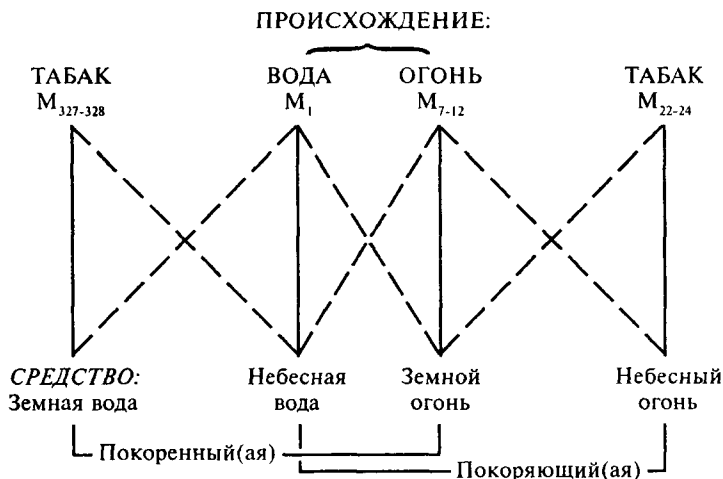 ПРОИСХОЖДЕНИЕ:
ТАБАК ВОДА ОГОНЬ ТАБАК
M327-328 M1 M7-12 M22-24
СРЕДСТВО: Небесная Земной Небесный
Земная вода вода огонь огонь
Покоренный(ая)
Покоряющий(ая)